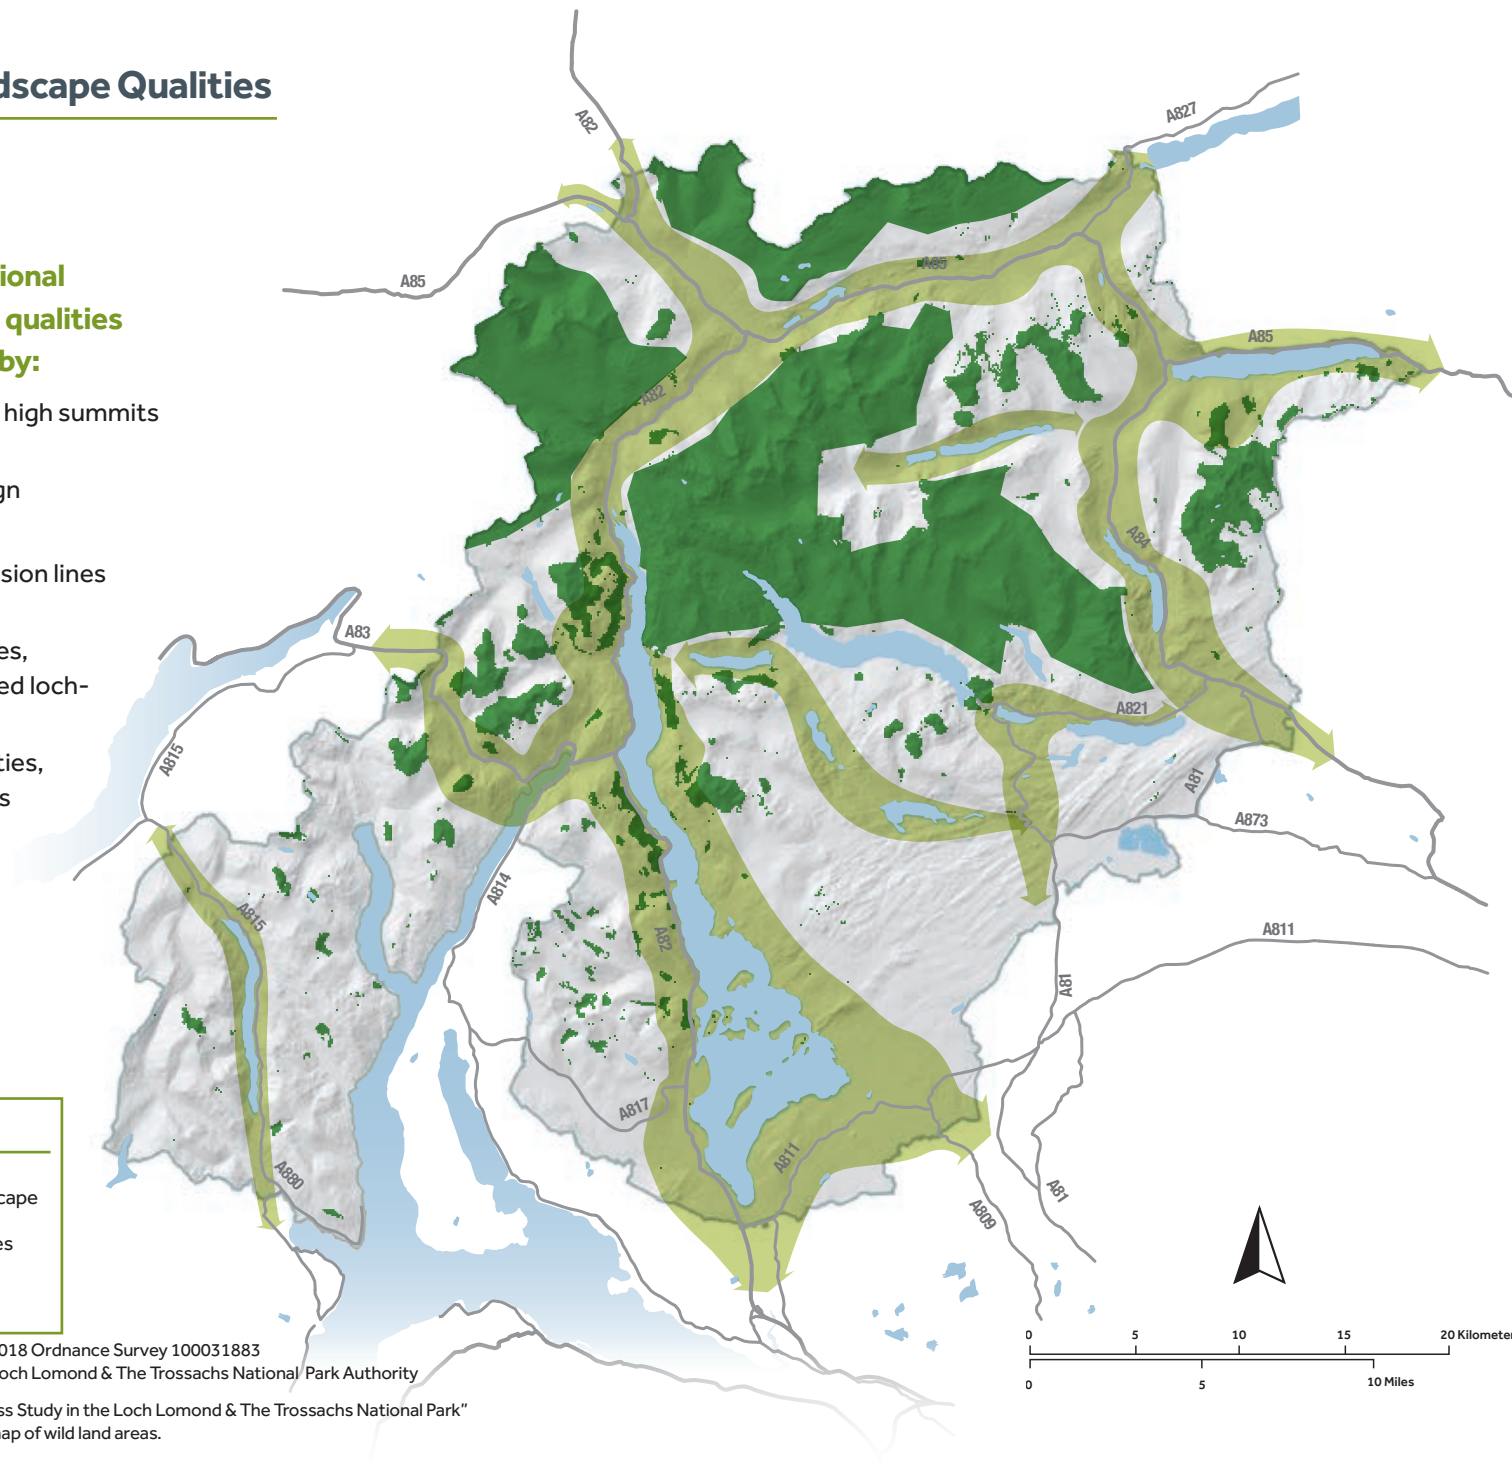 dscape Qualities
ional
qualities
by:
high summits
gn
sion lines
es,
ed loch-
ties,
s
cape
es
018 Ordnance Survey 100031883
och Lomond & The Trossachs National Park Authority
ss Study in the Loch Lomond & The Trossachs National Park”
ap of wild land areas.
A82
A827
A85
A85
A85
A82
A84
A83
A821
A815
A81
A873
A814
A815
A82
A811
A81
A817
A811
A880
A81
A809
0 5 10 15 20 Kilometer
0 5 10 Miles